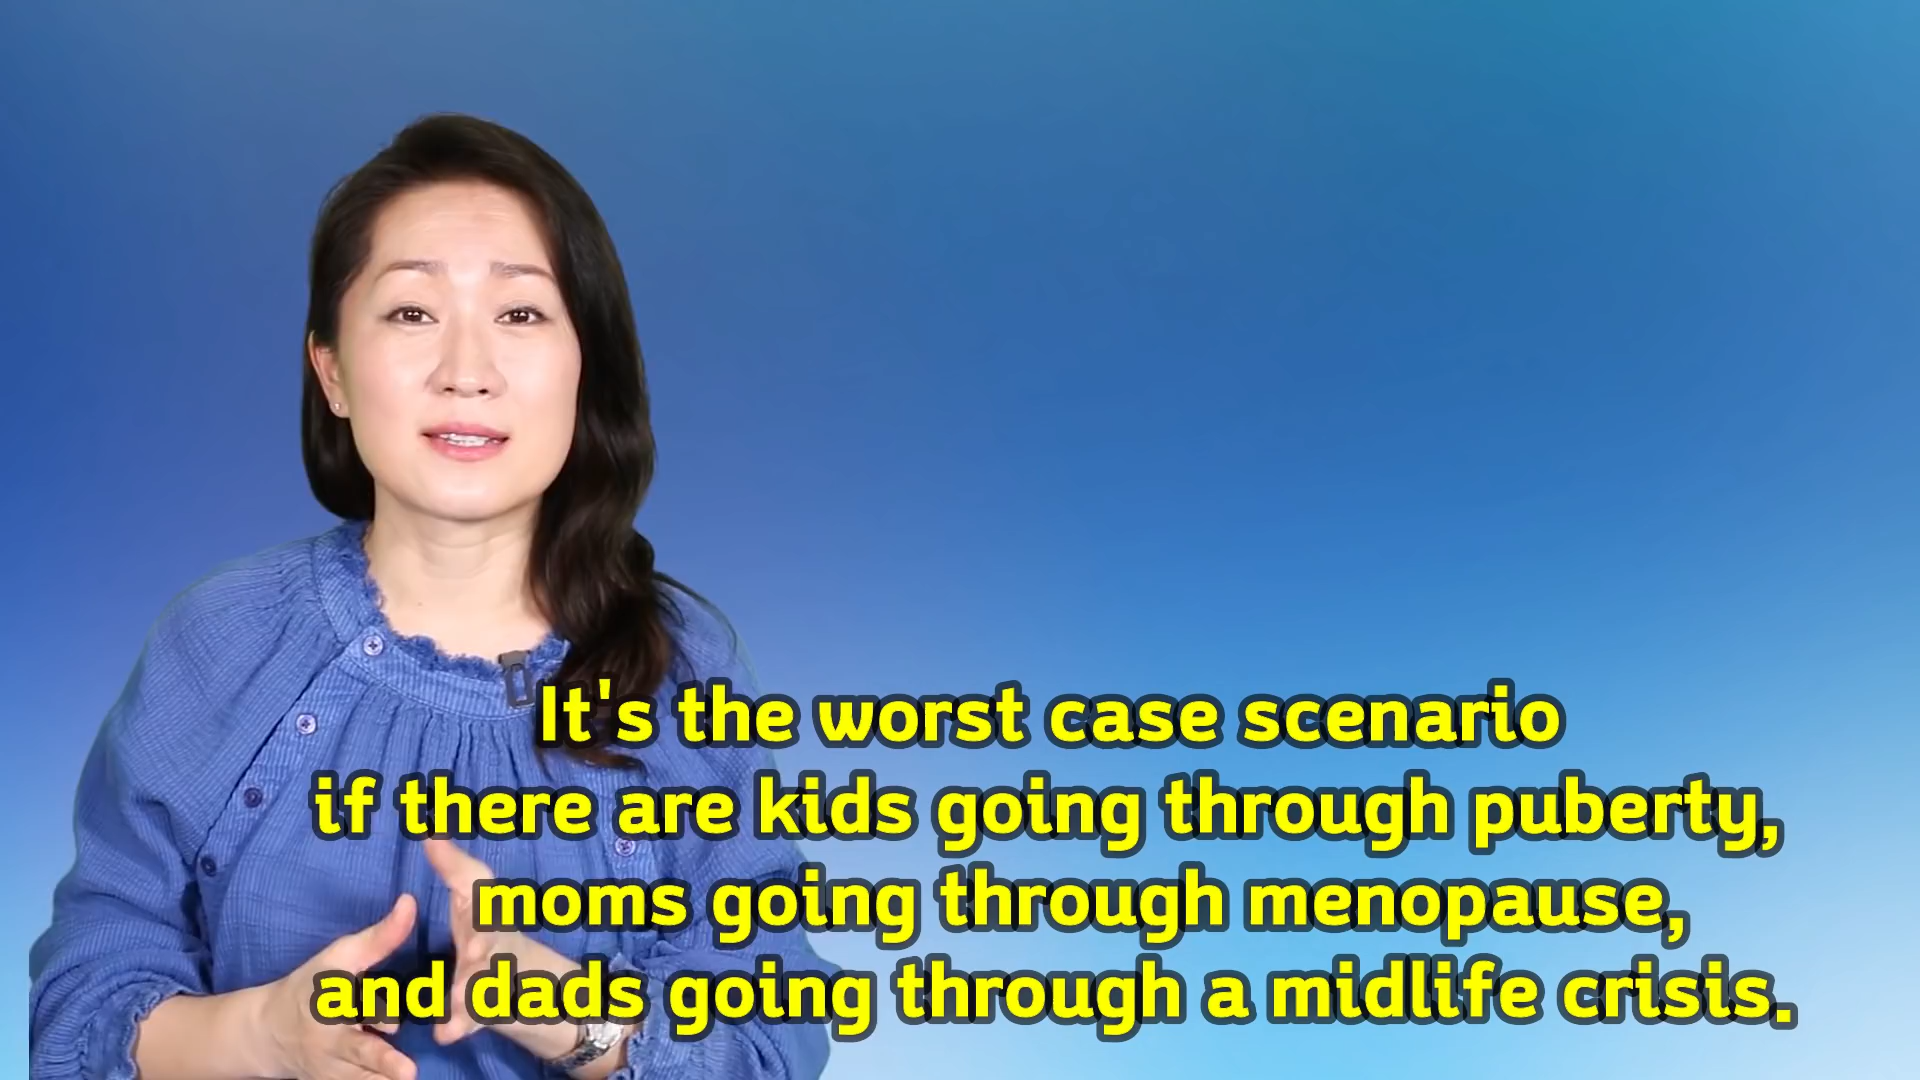 It's the worst case scenario
if there are kids going through puberty,
moms going through menopause,
and dads going through a midlife crisis.